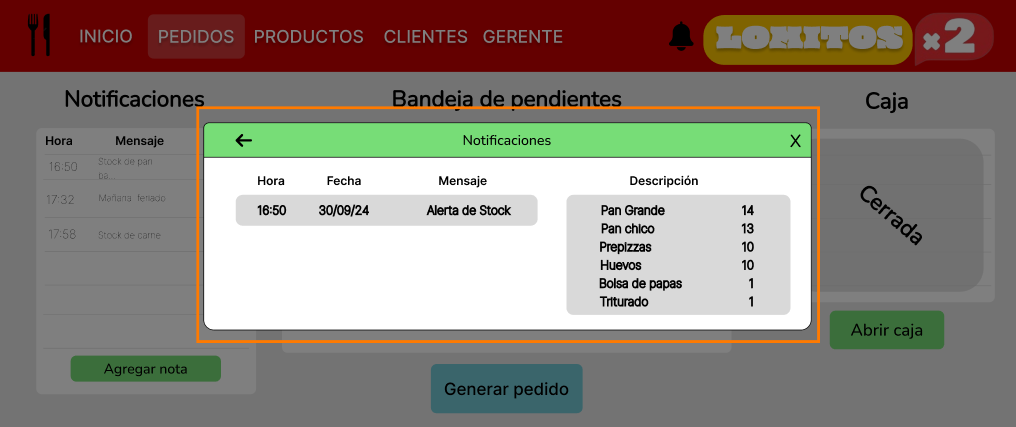 INICIO PEDIDOS PRODUCTOS CLIENTES GERENTE LOMITOS x2
Notificaciones
Bandeja de pendientes
Caja
Hora Mensaje
16:50 Stock de pan ba...
17:32 Mañana feriado
17:58 Stock de carne
Agregar nota
Notificaciones X
Hora Fecha Mensaje Descripción
16:50 30/09/24 Alerta de Stock
Pan Grande 14
Pan chico 13
Prepizzas 10
Huevos 10
Bolsa de papas 1
Triturado 1
Cerrada
Abrir caja
Generar pedido